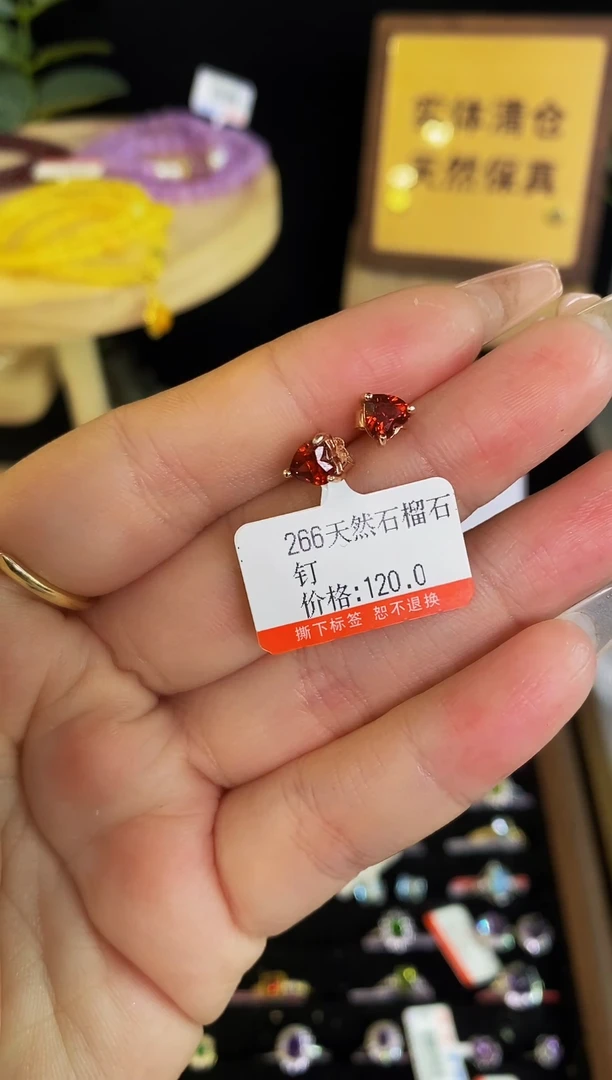 实体清仓
天然保真
266天然石榴石
钉
价格:120.0
撕下标签 恕不退换